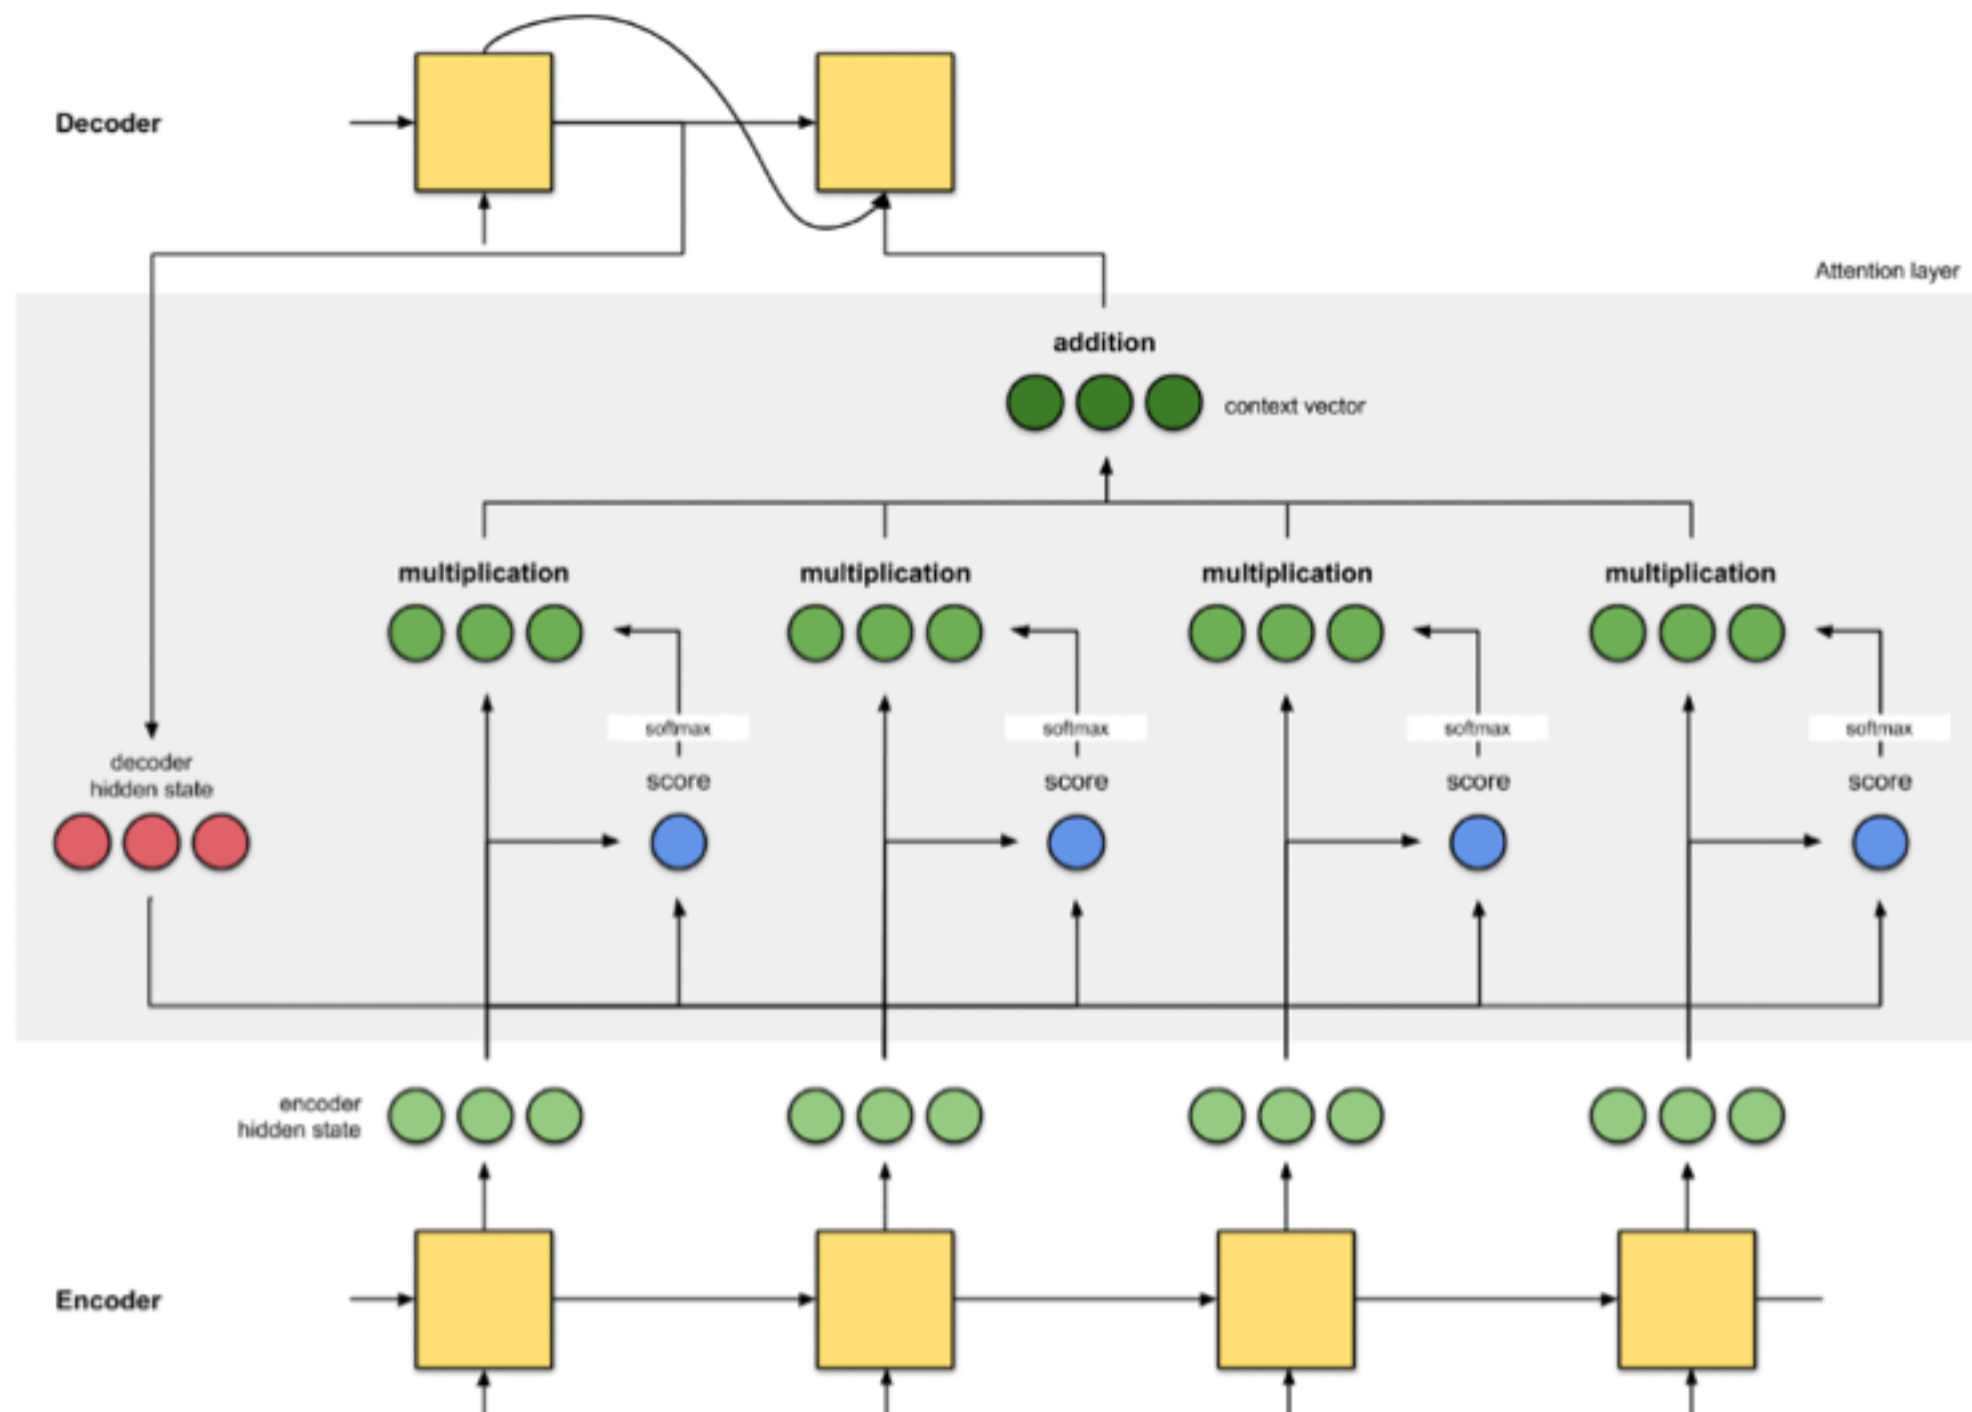 Decoder
Attention layer
addition
context vector
multiplication multiplication multiplication multiplication
softmax softmax softmax softmax
decoder
hidden state
score score score score
encoder
hidden state
Encoder